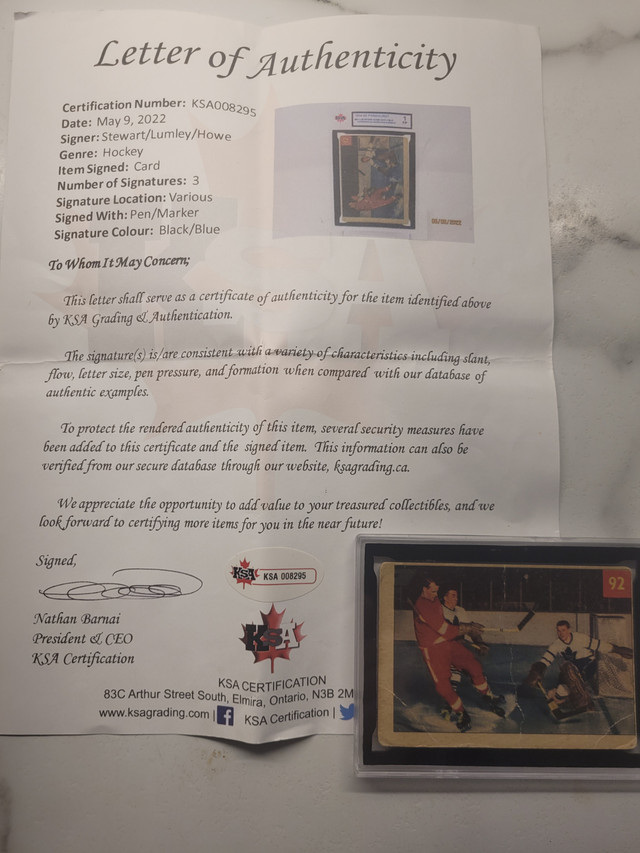 Letter of Authenticity
Certification Number: KSA008295
Date: May 9, 2022
Signer: Stewart/Lumley/Howe
Genre: Hockey
Item Signed: Card
Number of Signatures: 3
Signature Location: Various
Signed With: Pen/Marker
Signature Colour: Black/Blue
To Whom It May Concern;
This letter shall serve as a certificate of authenticity for the item identified above
by KSA Grading & Authentication.
The signature(s) is/are consistent with a variety of characteristics including slant,
flow, letter size, pen pressure, and formation when compared with our database of
authentic examples.
To protect the rendered authenticity of this item, several security measures have
been added to this certificate and the signed item. This information can also be
verified from our secure database through our website, ksagrading.ca.
We appreciate the opportunity to add value to your treasured collectibles, and we
look forward to certifying more items for you in the near future!
Signed,
KSA KSA 008295
Nathan Barnai
President & CEO
KSA Certification
KSA
KSA CERTIFICATION
83C Arthur Street South, Elmira, Ontario, N3B 2M
www.ksagrading.com | f KSA Certification |
92